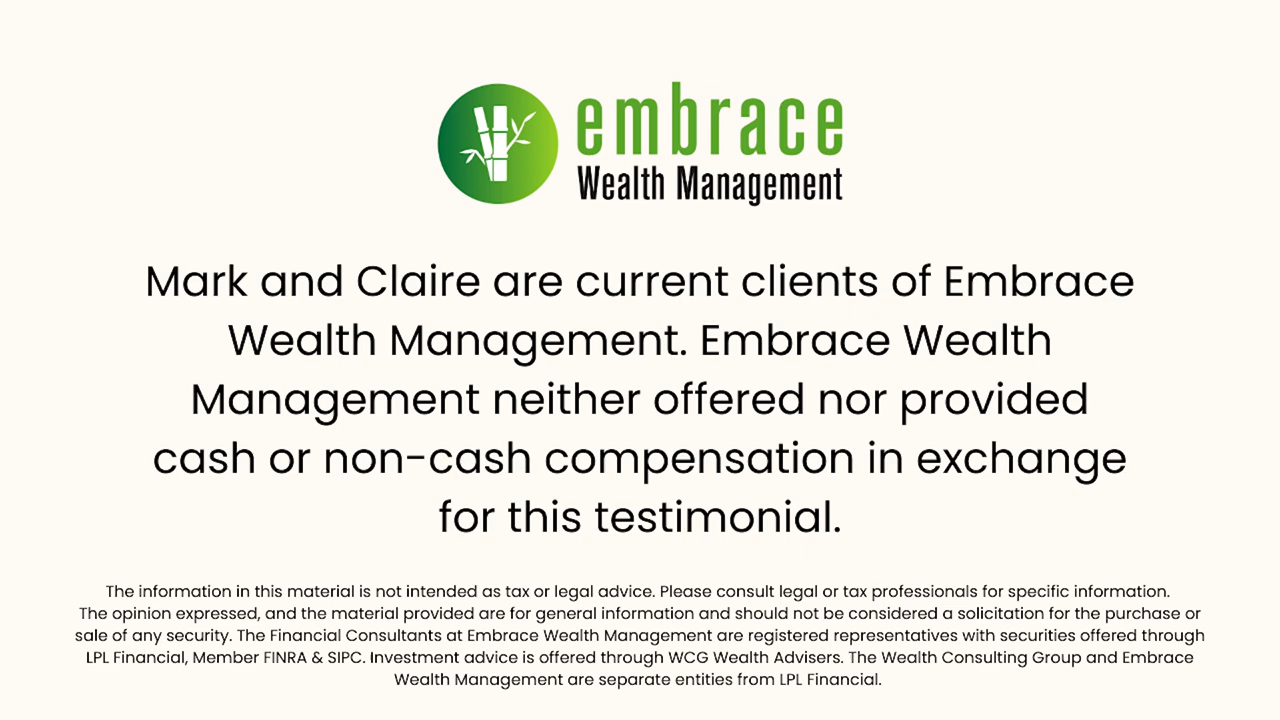 embrace
Wealth Management
Mark and Claire are current clients of Embrace
Wealth Management. Embrace Wealth
Management neither offered nor provided
cash or non-cash compensation in exchange
for this testimonial.
The information in this material is not intended as tax or legal advice. Please consult legal or tax professionals for specific information.
The opinion expressed, and the material provided are for general information and should not be considered a solicitation for the purchase or
sale of any security. The Financial Consultants at Embrace Wealth Management are registered representatives with securities offered through
LPL Financial, Member FINRA & SIPC. Investment advice is offered through WCG Wealth Advisers. The Wealth Consulting Group and Embrace
Wealth Management are separate entities from LPL Financial.